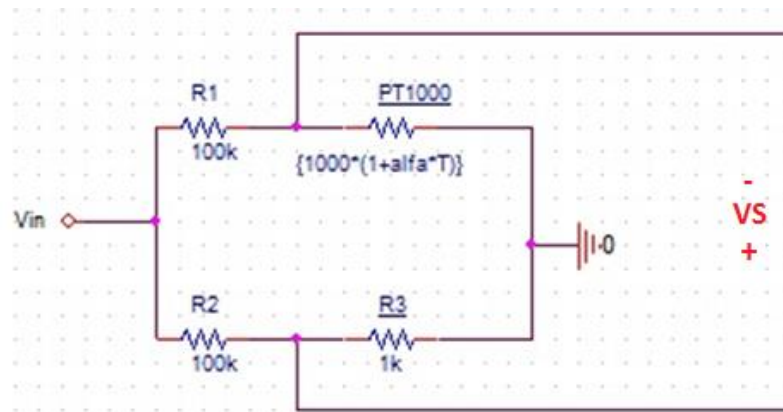 R1
PT1000
100k
{1000*(1+alfa*T)}
-
Vin
VS
0
+
R2
R3
100k
1k